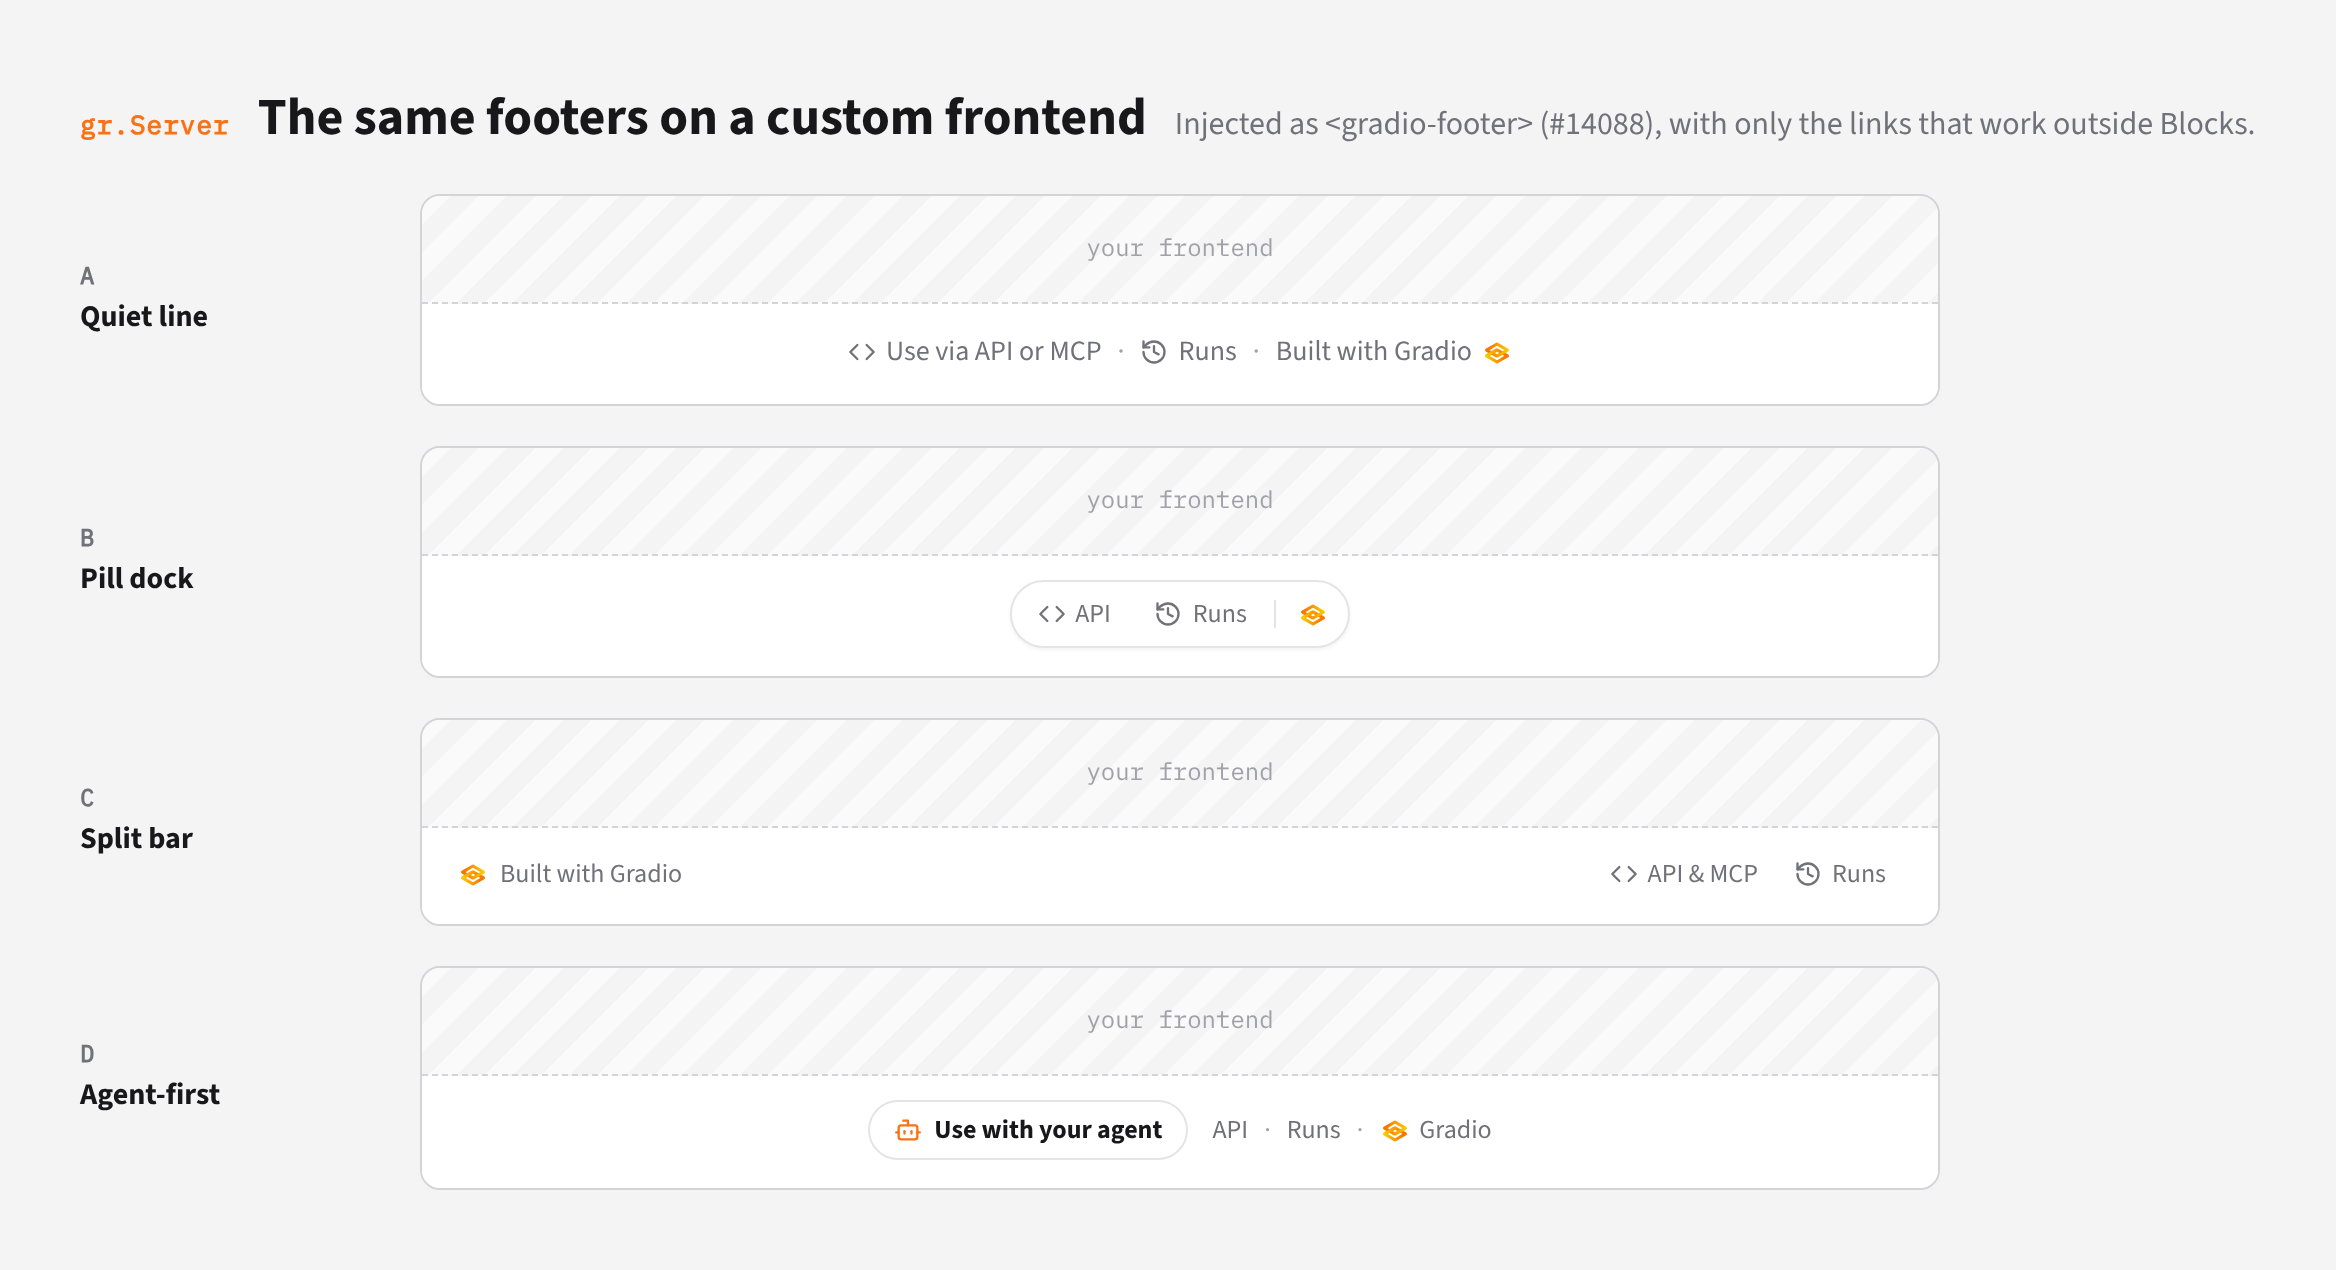 gr.Server The same footers on a custom frontend Injected as <gradio-footer> (#14088), with only the links that work outside Blocks.
A
Quiet line
your frontend
Use via API or MCP · Runs · Built with Gradio
B
Pill dock
your frontend
API Runs
C
Split bar
your frontend
Built with Gradio API & MCP Runs
D
Agent-first
your frontend
Use with your agent API · Runs · Gradio